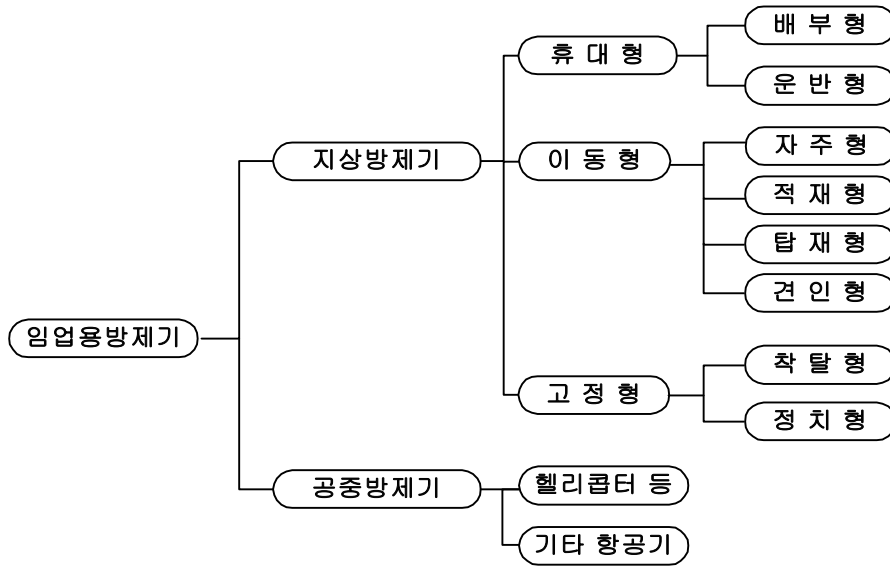 임업용방제기
지상방제기
휴 대 형
배 부 형
운 반 형
이 동 형
자 주 형
적 재 형
탑 재 형
견 인 형
고 정 형
착 탈 형
정 치 형
공중방제기
헬리콥터 등
기타 항공기